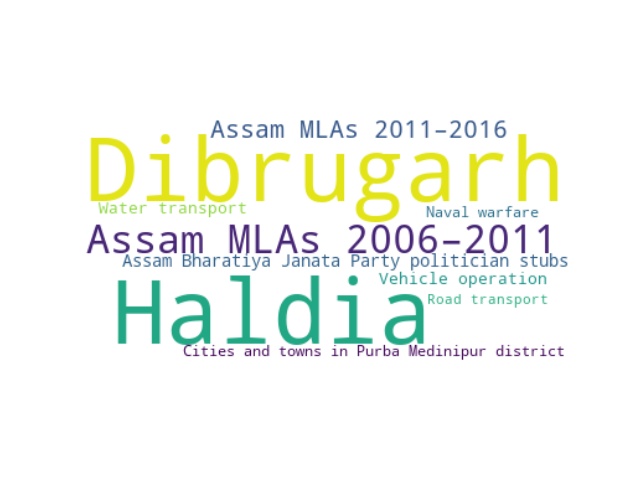 Assam MLAs 2011–2016
Dibrugarh
Water transport
Naval warfare
Assam MLAs 2006–2011
Assam Bharatiya Janata Party politician stubs
Vehicle operation
Haldia
Road transport
Cities and towns in Purba Medinipur district